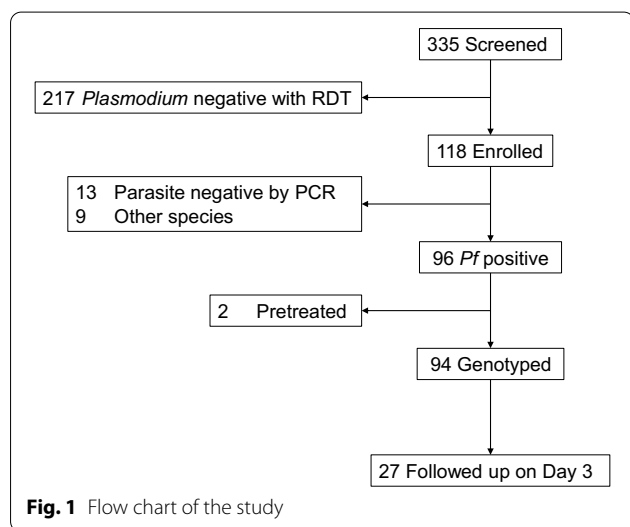 335 Screened
217 Plasmodium negative with RDT
118 Enrolled
13 Parasite negative by PCR
9 Other species
96 Pf positive
2 Pretreated
94 Genotyped
27 Followed up on Day 3
Fig. 1 Flow chart of the study